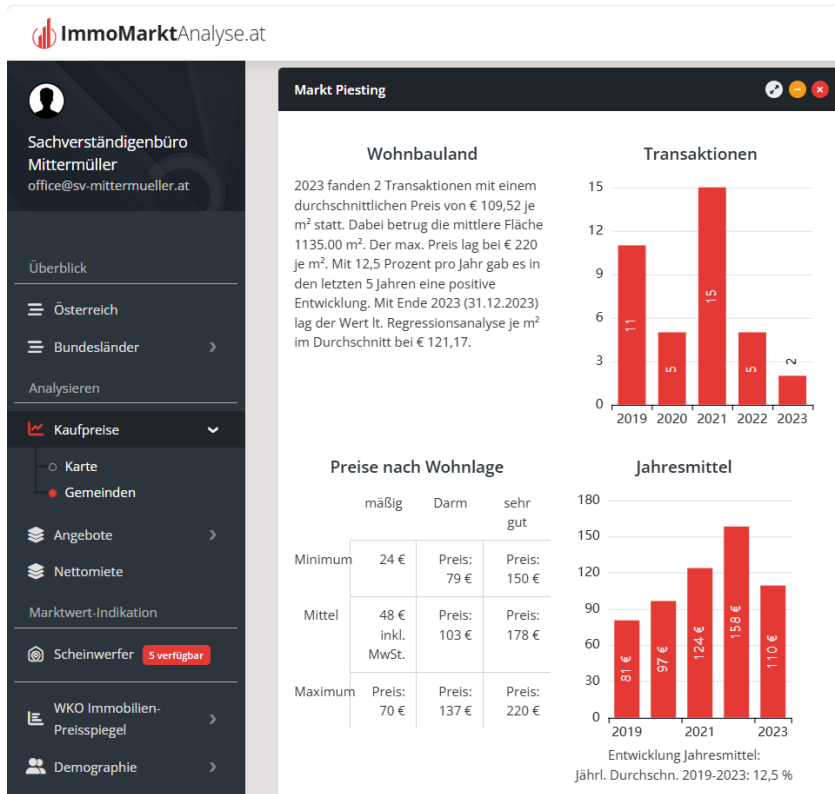 ImmoMarktAnalyse.at
Sachverständigenbüro
Mittermüller
office@sv-mittermueller.at
Überblick
Österreich
Bundesländer
Analysieren
Kaufpreise
Karte
Gemeinden
Angebote
Nettomiete
Marktwert-Indikation
Scheinwerfer 5 verfügbar
WKO Immobilien-
Preisspiegel
Demographie
Markt Piesting
Wohnbauland
2023 fanden 2 Transaktionen mit einem
durchschnittlichen Preis von € 109,52 je
m² statt. Dabei betrug die mittlere Fläche
1135.00 m². Der max. Preis lag bei € 220
je m². Mit 12,5 Prozent pro Jahr gab es in
den letzten 5 Jahren eine positive
Entwicklung. Mit Ende 2023 (31.12.2023)
lag der Wert lt. Regressionsanalyse je m²
im Durchschnitt bei € 121,17.
Transaktionen
15
12
9
6
3
0
11
5
15
5
2
2019 2020 2021 2022 2023
Preise nach Wohnlage
mäßig Darm sehr
gut
Minimum 24 € Preis: Preis:
79 € 150 €
Mittel 48 € Preis: Preis:
inkl. 103 € 178 €
MwSt.
Maximum Preis: Preis: Preis:
70 € 137 € 220 €
Jahresmittel
180
150
120
90
60
30
0
81 €
97 €
124 €
158 €
110 €
2019 2021 2023
Entwicklung Jahresmittel:
Jährl. Durchschn. 2019-2023: 12,5 %